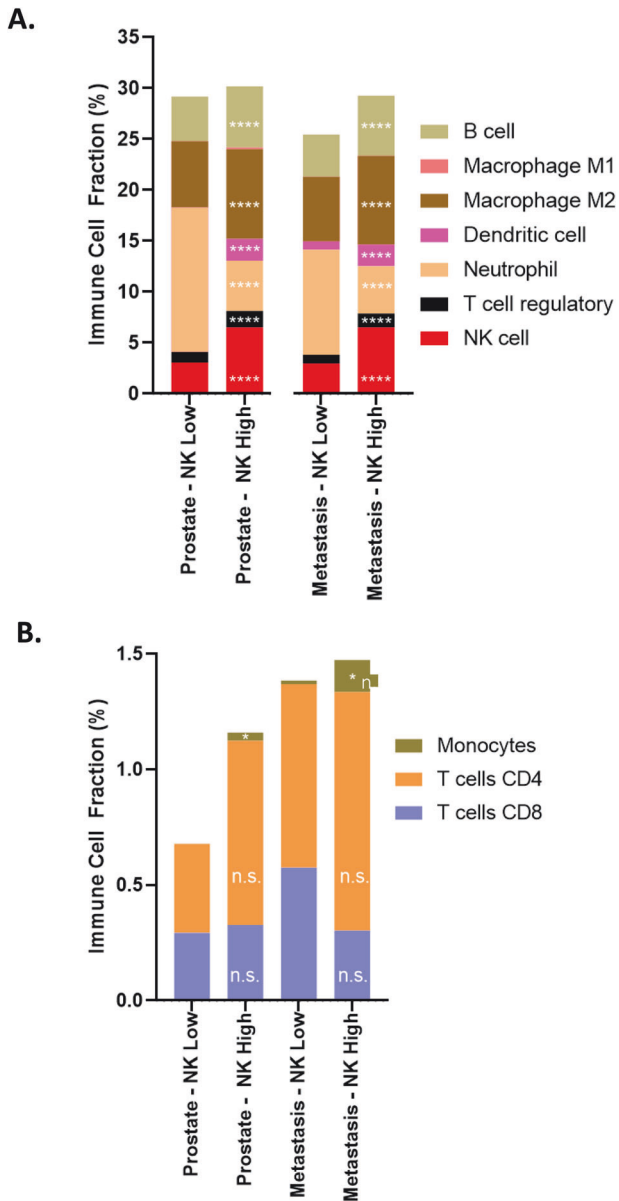 A.
Immune Cell Fraction (%)
35
30
25
20
15
10
5
0
****
****
****
****
****
****
****
****
****
****
****
****
Prostate - NK Low
Prostate - NK High
Metastasis - NK Low
Metastasis - NK High
B cell
Macrophage M1
Macrophage M2
Dendritic cell
Neutrophil
T cell regulatory
NK cell
B.
Immune Cell Fraction (%)
1.5
1.0
0.5
0.0
*
n.s.
n.s.
* n
n.s.
n.s.
Prostate - NK Low
Prostate - NK High
Metastasis - NK Low
Metastasis - NK High
Monocytes
T cells CD4
T cells CD8